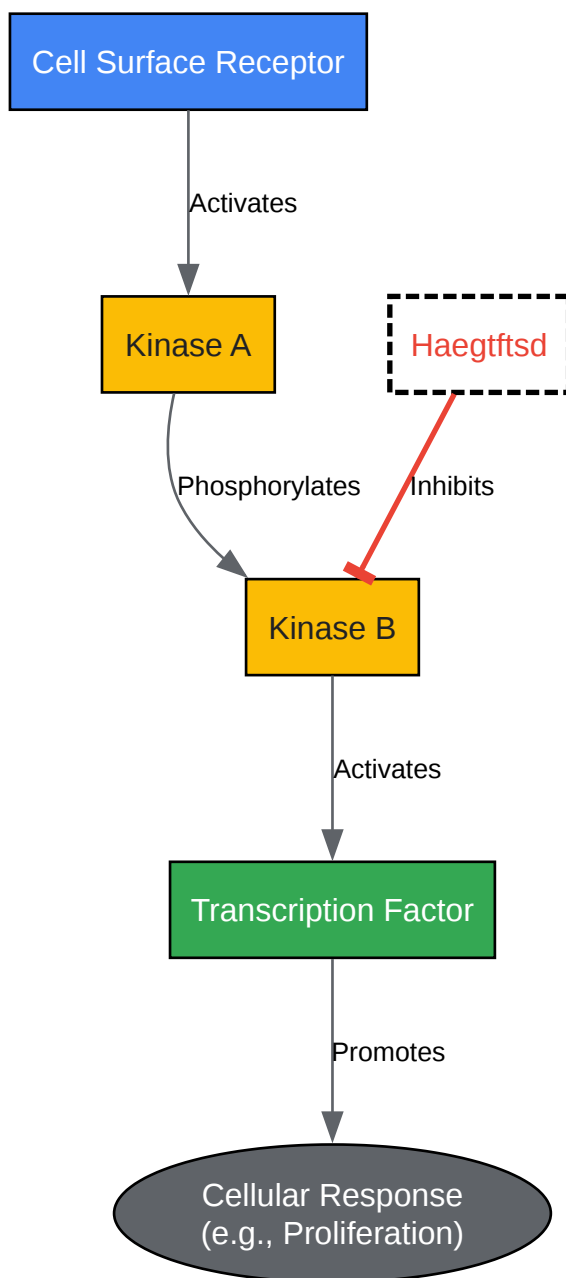 Cell Surface Receptor
Activates
Kinase A
Haegtftsd
Phosphorylates
Inhibits
Kinase B
Activates
Transcription Factor
Promotes
Cellular Response
(e.g., Proliferation)